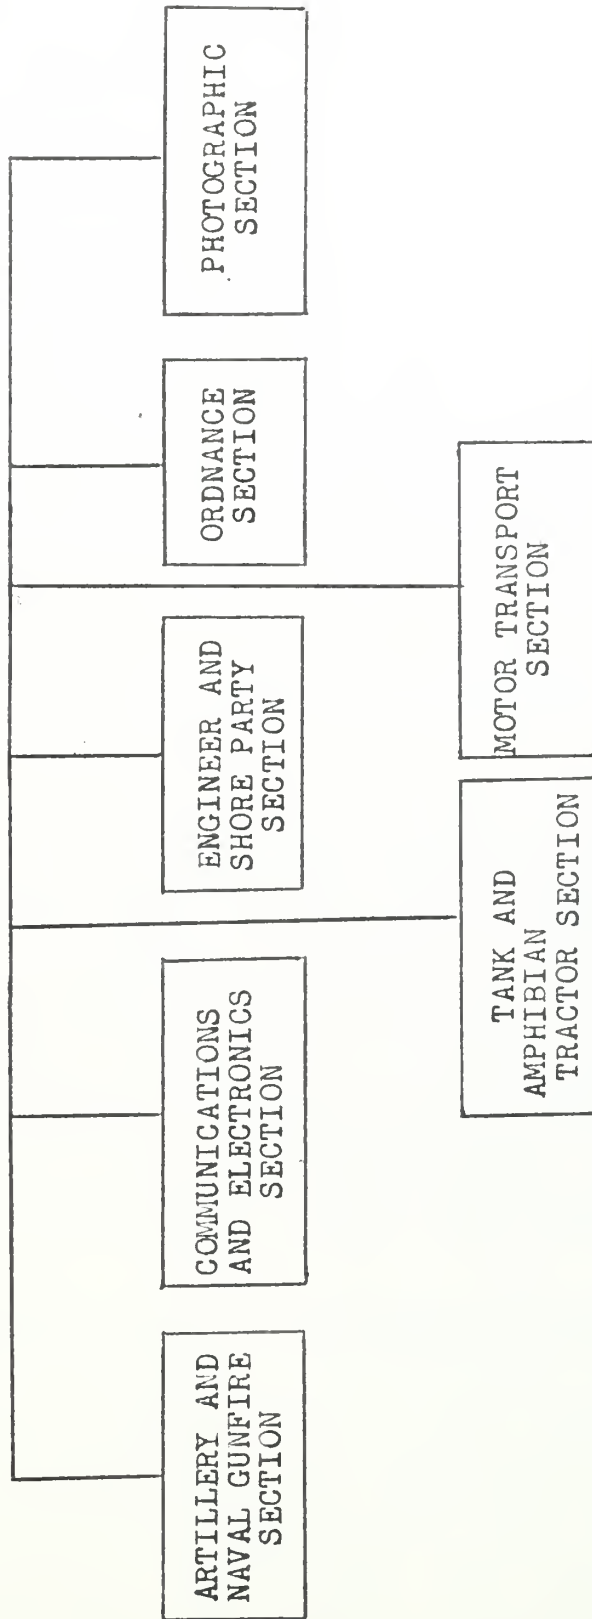 ARTILLERY AND
NAVAL GUNFIRE
SECTION
COMMUNICATIONS
AND ELECTRONICS
SECTION
ENGINEER AND
SHORE PARTY
SECTION
ORDNANCE
SECTION
PHOTOGRAPHIC
SECTION
TANK AND
AMPHIBIAN
TRACTOR SECTION
MOTOR TRANSPORT
SECTION